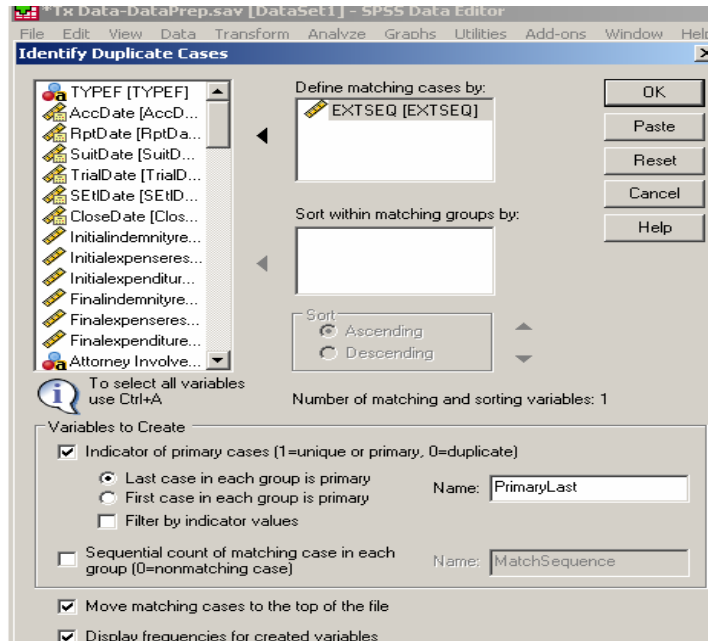 *Tx Data-DataPrep.sav [DataSet1] - SPSS Data Editor
File Edit View Data Transform Analyze Graphs Utilities Add-ons Window Help
Identify Duplicate Cases
TYPEF [TYPEF]
AccDate [AccD...
RptDate [RptDa...
SuitDate [SuitD...
TrialDate [TrialD...
SEtlDate [SEtlD...
CloseDate [Clos...
Initialindemnityre...
Initialexpenseres...
Initialexpenditur...
Finalindemnityre...
Finalexpenseres...
Finalexpenditure...
Attorney Involve...
To select all variables
use Ctrl+A
Define matching cases by:
EXTSEQ [EXTSEQ]
Sort within matching groups by:
Sort
Ascending
Descending
Number of matching and sorting variables: 1
OK
Paste
Reset
Cancel
Help
Variables to Create
Indicator of primary cases (1=unique or primary, 0=duplicate)
Last case in each group is primary
First case in each group is primary
Name: PrimaryLast
Filter by indicator values
Sequential count of matching case in each
group (0=nonmatching case)
Name: MatchSequence
Move matching cases to the top of the file
Display frequencies for created variables